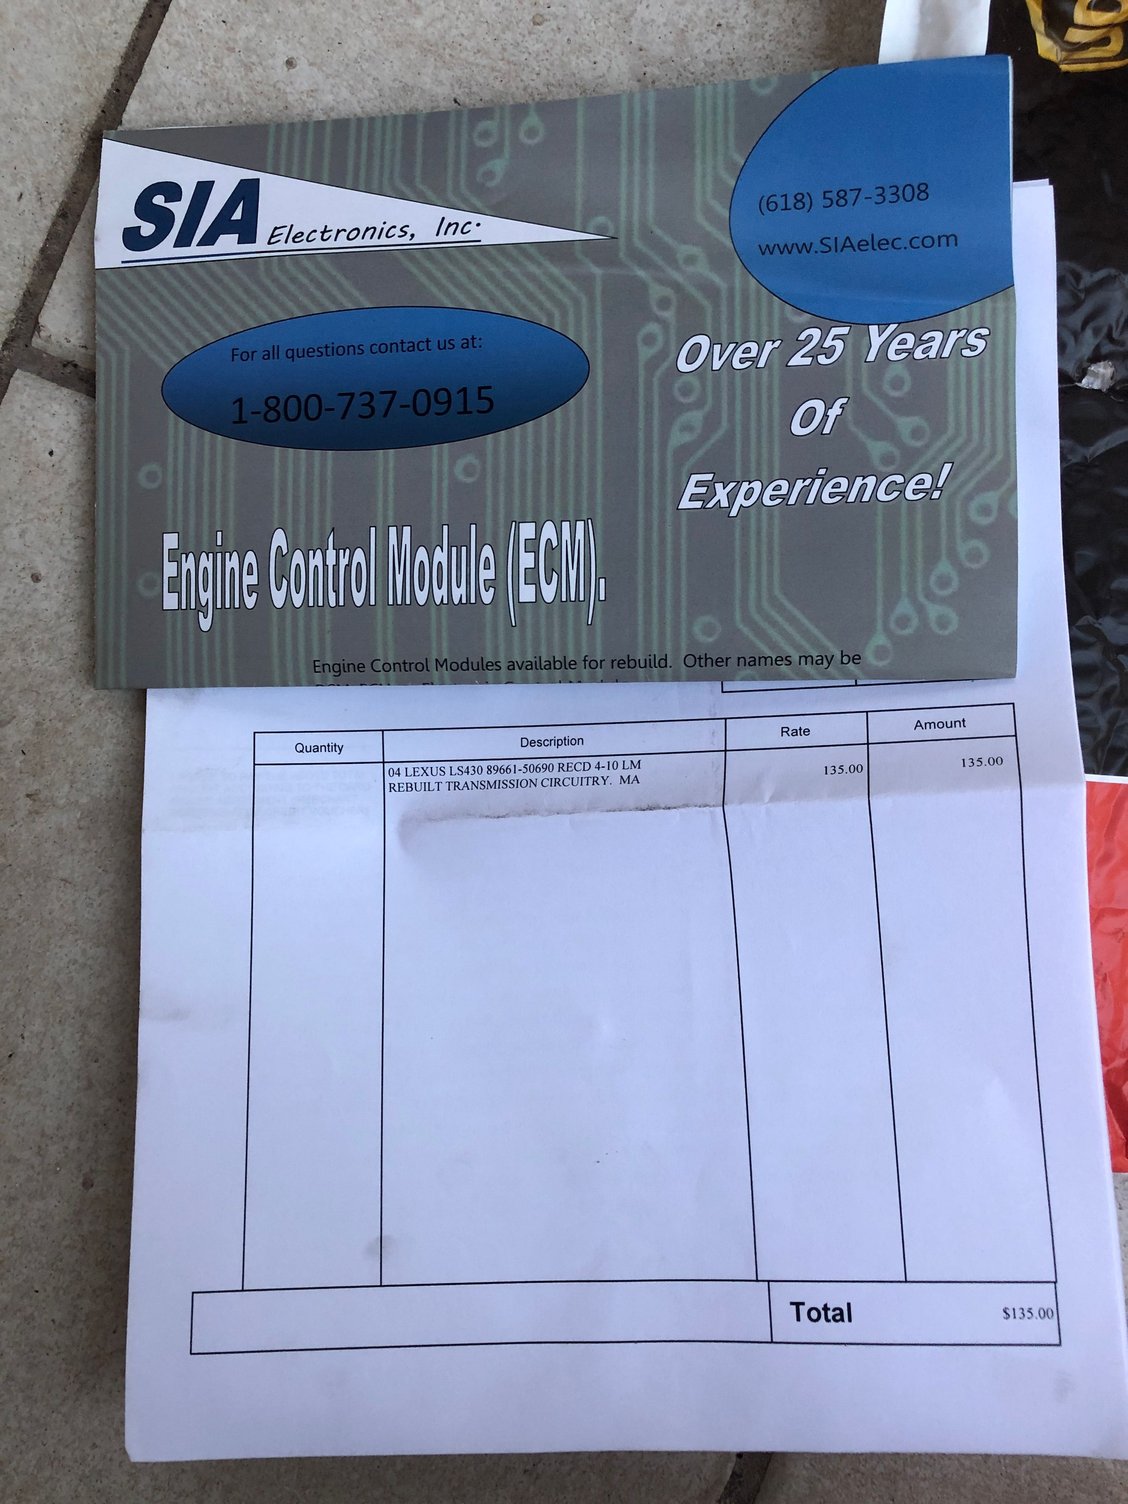 SIA Electronics, Inc.
(618) 587-3308
www.SIAelec.com
For all questions contact us at:
1-800-737-0915
Over 25 Years
Of
Experience!
Engine Control Module (ECM).
Engine Control Modules available for rebuild. Other names may be
Quantity Description Rate Amount
04 LEXUS LS430 89661-50690 RECD 4-10 LM 135.00 135.00
REBUILT TRANSMISSION CIRCUITRY. MA
Total $135.00